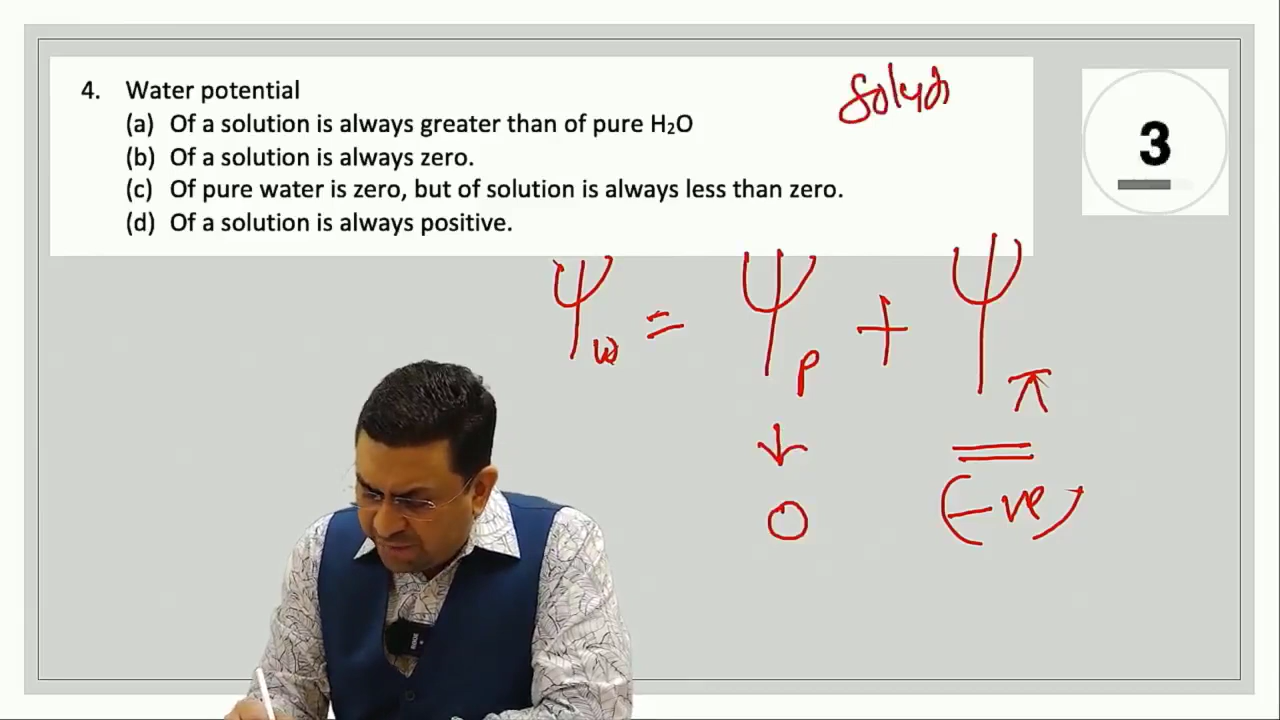 4. Water potential
(a) Of a solution is always greater than of pure H₂O
(b) Of a solution is always zero.
(c) Of pure water is zero, but of solution is always less than zero.
(d) Of a solution is always positive.
3
ψw = ψp + ψπ
↓
0
(-ve)